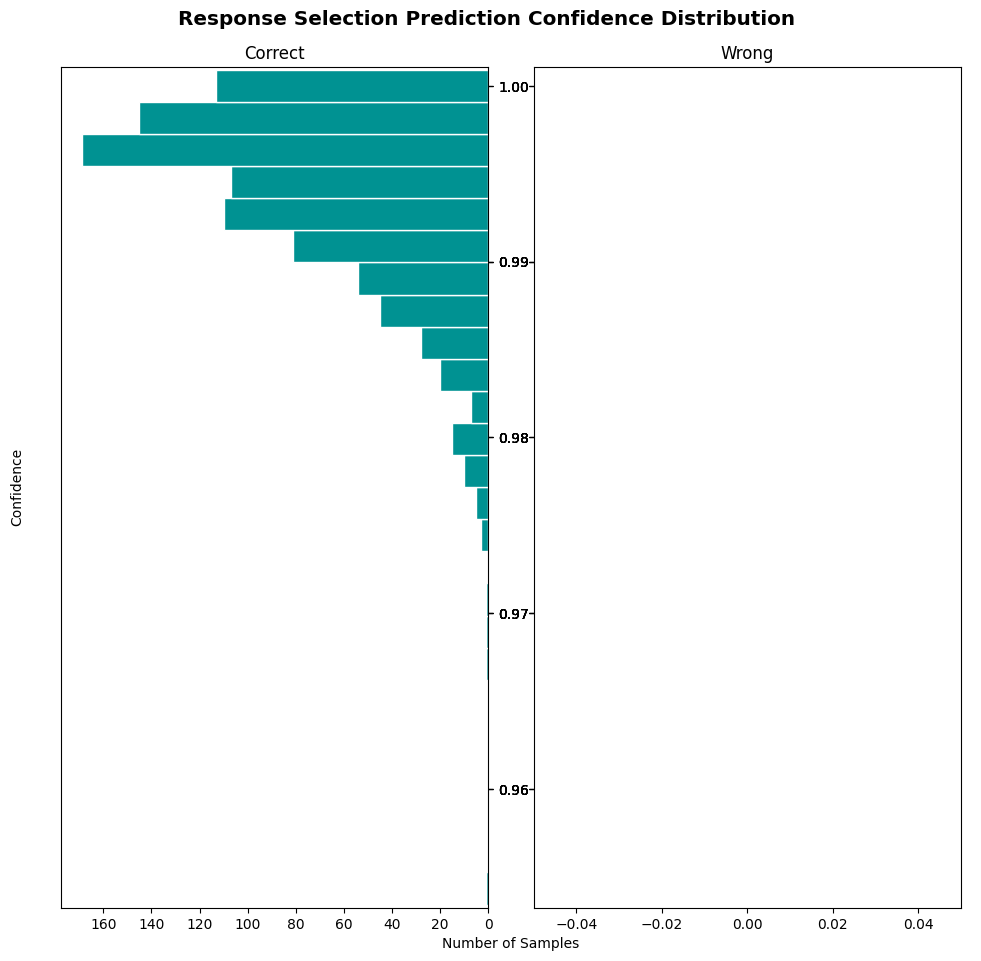 Response Selection Prediction Confidence Distribution
Correct
Wrong
Confidence
1.00
0.99
0.98
0.97
0.96
160 140 120 100 80 60 40 20 0
−0.04 −0.02 0.00 0.02 0.04
Number of Samples